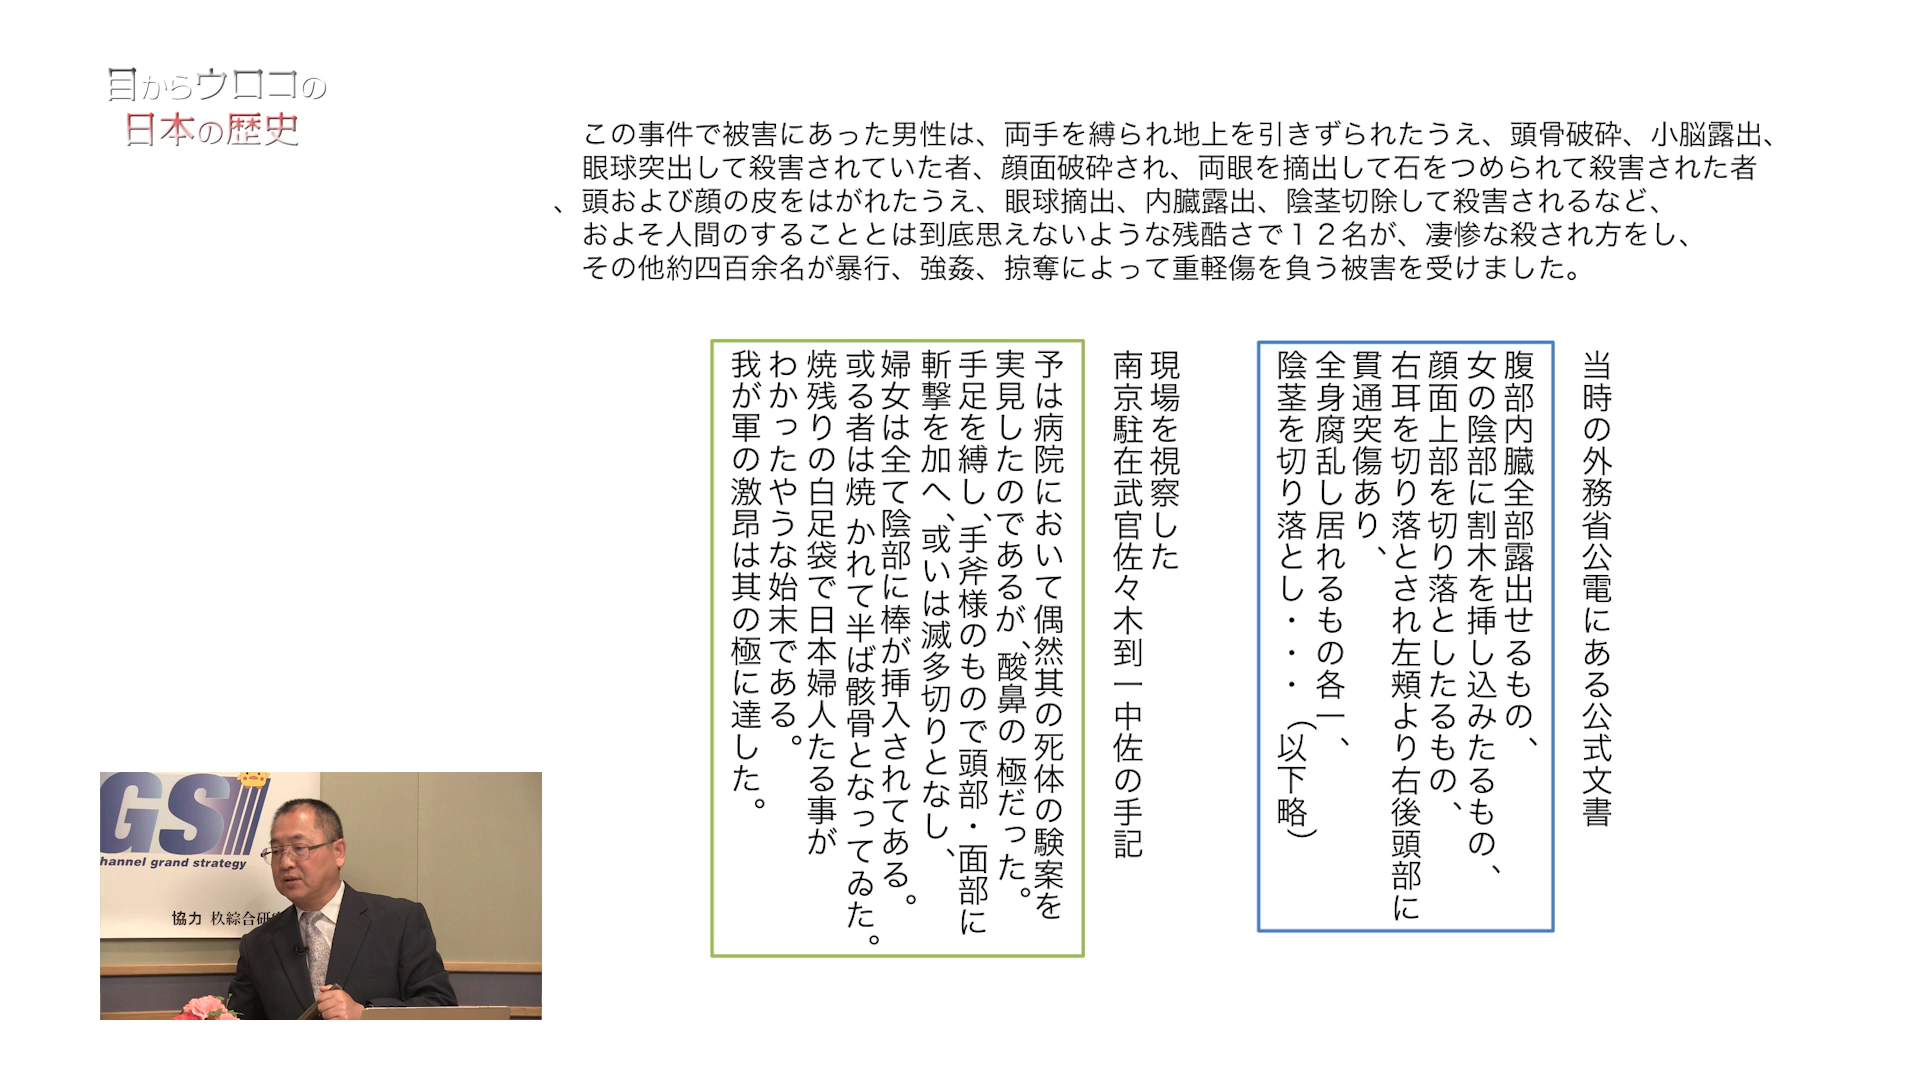 目からウロコの
日本の歴史
この事件で被害にあった男性は、両手を縛られ地上を引きずられたうえ、頭骨破砕、小脳露出、
眼球突出して殺害されていた者、顔面破砕され、両眼を摘出して石をつめられて殺害された者
、頭および顔の皮をはがれたうえ、眼球摘出、内臓露出、陰茎切除して殺害されるなど、
およそ人間のすることとは到底思えないような残酷さで１２名が、凄惨な殺され方をし、
その他約四百余名が暴行、強姦、掠奪によって重軽傷を負う被害を受けました。
当時の外務省公電にある公式文書
腹部内臓全部露出せるもの、
女の陰部に割木を挿し込みたるもの、
顔面上部を切り落としたるもの、
右耳を切り落とされ左頬より右後頭部に
貫通突傷あり、
全身腐乱し居れるもの各一、
陰茎を切り落とし・・・（以下略）
現場を視察した
南京駐在武官佐々木到一中佐の手記
予は病院において偶然其の死体の験案を
実見したのであるが、酸鼻の 極だった。
手足を縛し、手斧様のもので頭部・面部に
斬撃を加へ、或いは滅多切りとなし、
婦女は全て陰部に棒が挿入されてある。
或る者は焼 かれて半ば骸骨となってゐた。
焼残りの白足袋で日本婦人たる事が
わかったやうな始末である。
我が軍の激昂は其の極に達した。
GS
hannel grand strategy
協力 杦綜合研